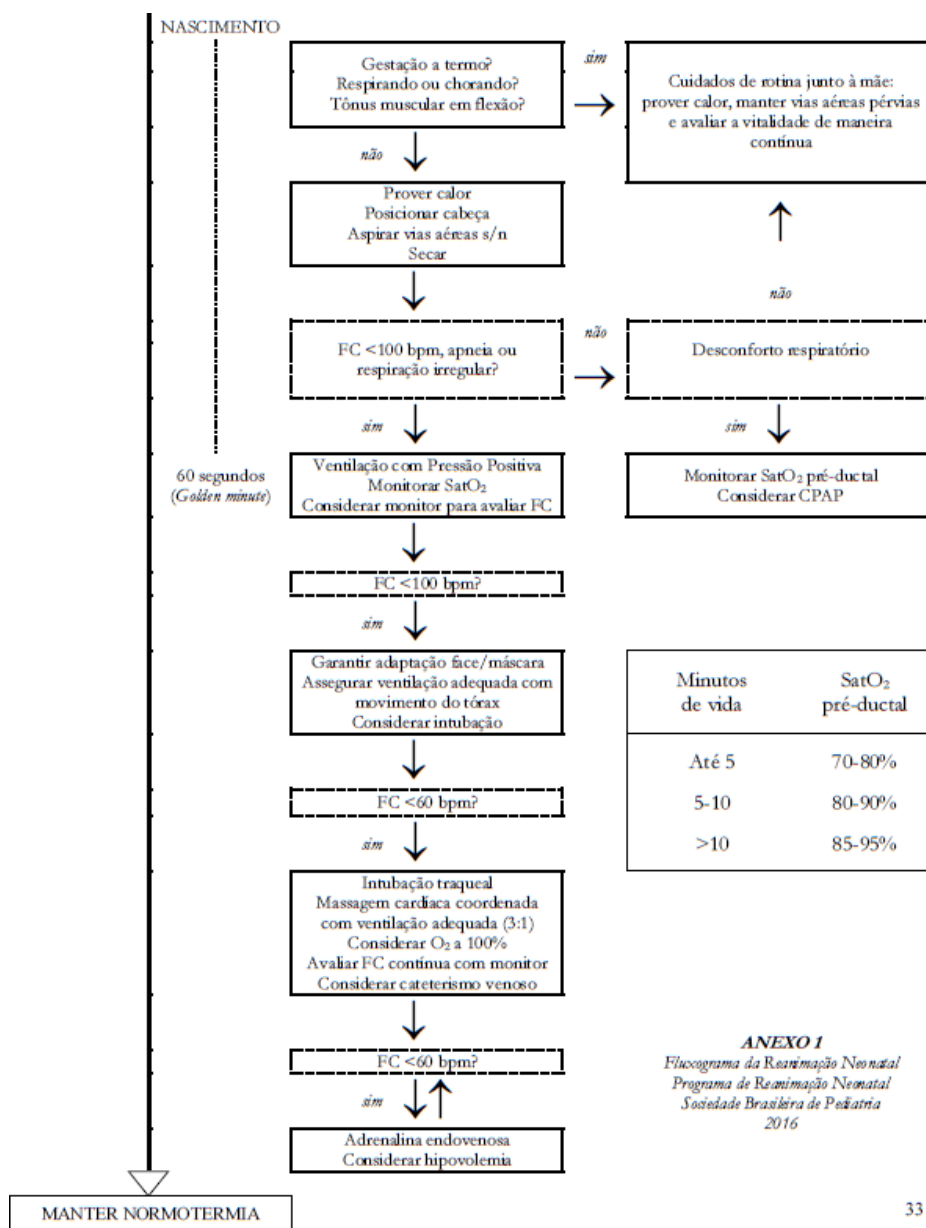 NASCIMENTO
Gestação a termo?
Respirando ou chorando?
Tônus muscular em flexão?
sim
Cuidados de rotina junto à mãe:
prover calor, manter vias aéreas pérvias
e avaliar a vitalidade de maneira
contínua
não
Prover calor
Posicionar cabeça
Aspirar vias aéreas s/n
Secar
não
FC <100 bpm, apneia ou
respiração irregular?
não
Desconforto respiratório
sim
sim
60 segundos
(Golden minute)
Ventilação com Pressão Positiva
Monitorar SatO₂
Considerar monitor para avaliar FC
Monitorar SatO₂ pré-ductal
Considerar CPAP
FC <100 bpm?
sim
Garantir adaptação face/máscara
Assegurar ventilação adequada com
movimento do tórax
Considerar intubação
Minutos de vida SatO₂ pré-ductal
Até 5 70-80%
5-10 80-90%
>10 85-95%
FC <60 bpm?
sim
Intubação traqueal
Massagem cardíaca coordenada
com ventilação adequada (3:1)
Considerar O₂ a 100%
Avaliar FC contínua com monitor
Considerar cateterismo venoso
FC <60 bpm?
sim
Adrenalina endovenosa
Considerar hipovolemia
ANEXO 1
Fluxograma da Reanimação Neonatal
Programa de Reanimação Neonatal
Sociedade Brasileira de Pediatria
2016
MANTER NORMOTERMIA
33